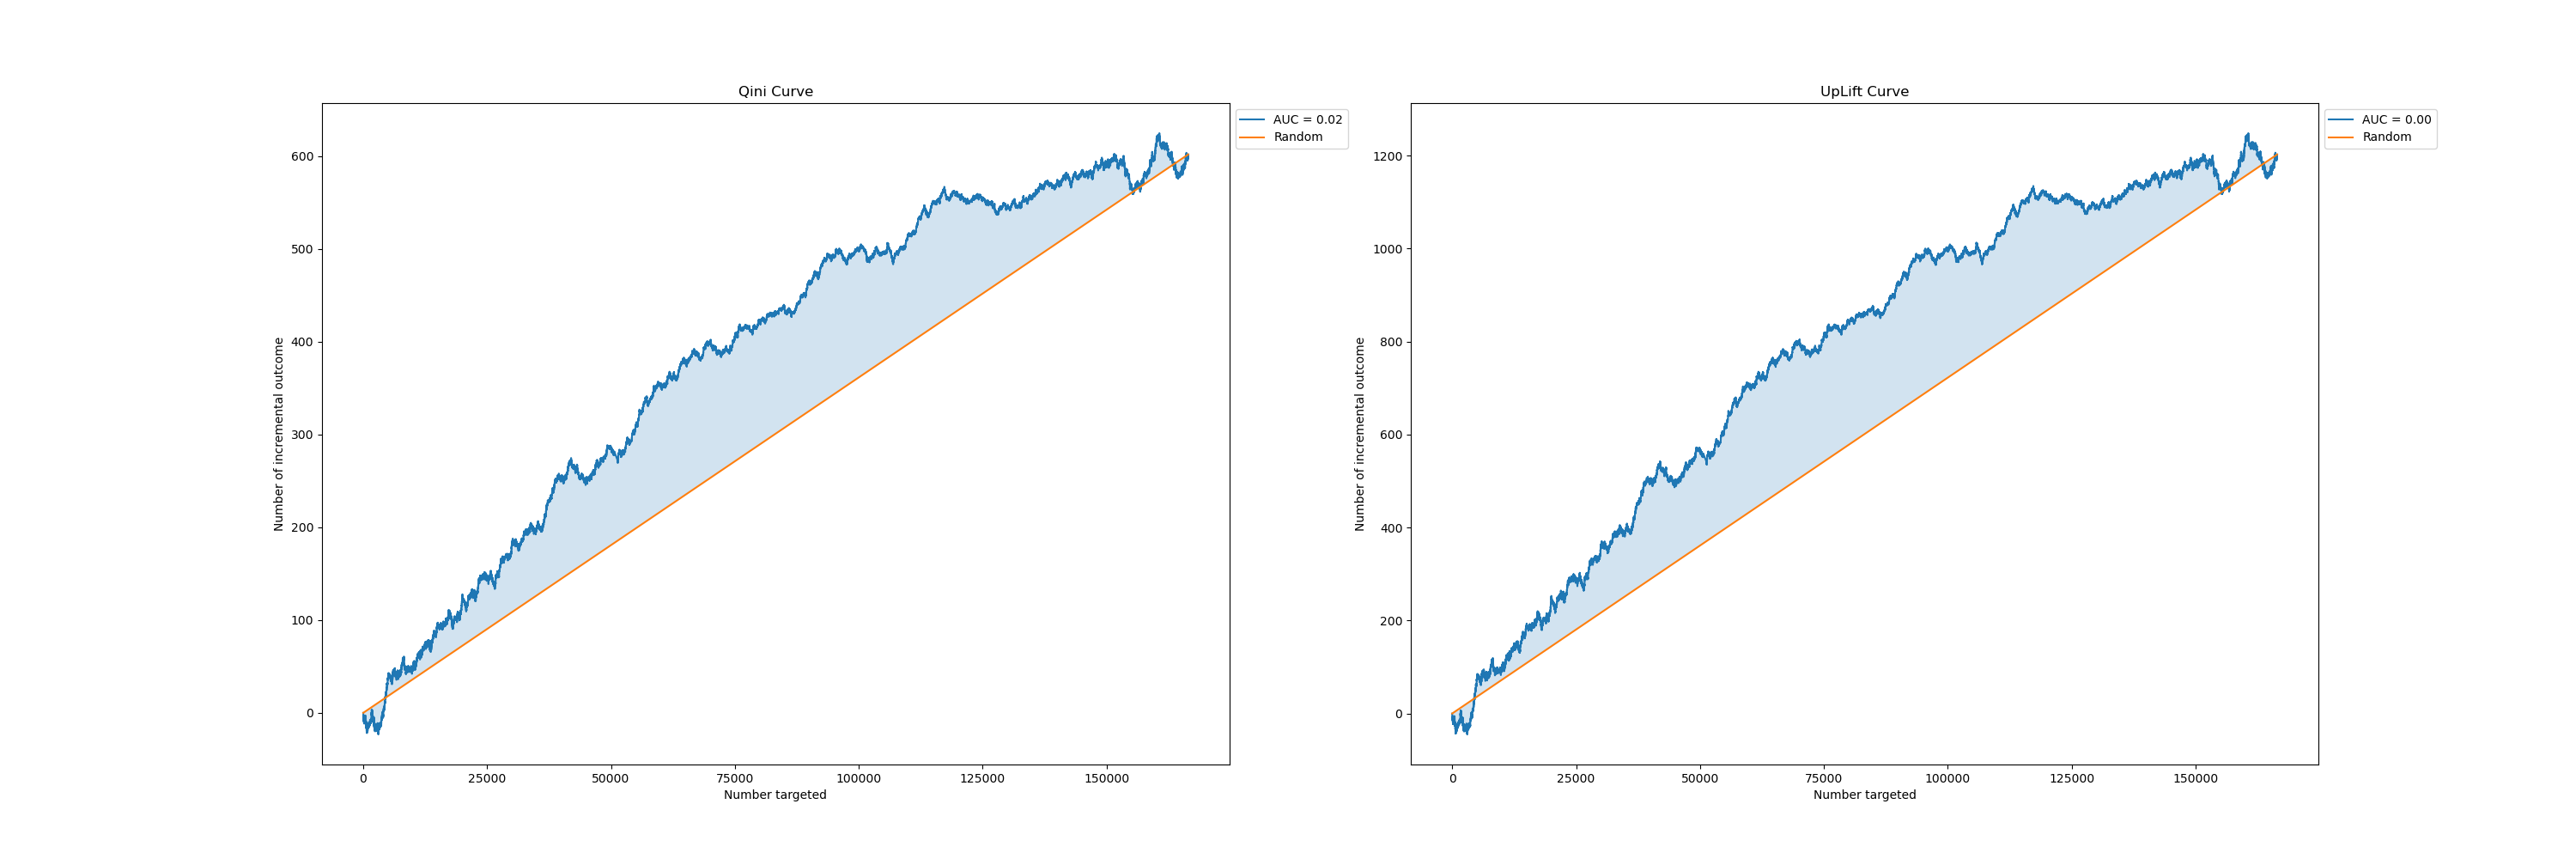 Qini Curve
AUC = 0.02
Random
600
500
400
300
200
100
0
Number of incremental outcome
0 25000 50000 75000 100000 125000 150000
Number targeted
UpLift Curve
AUC = 0.00
Random
1200
1000
800
600
400
200
0
Number of incremental outcome
0 25000 50000 75000 100000 125000 150000
Number targeted